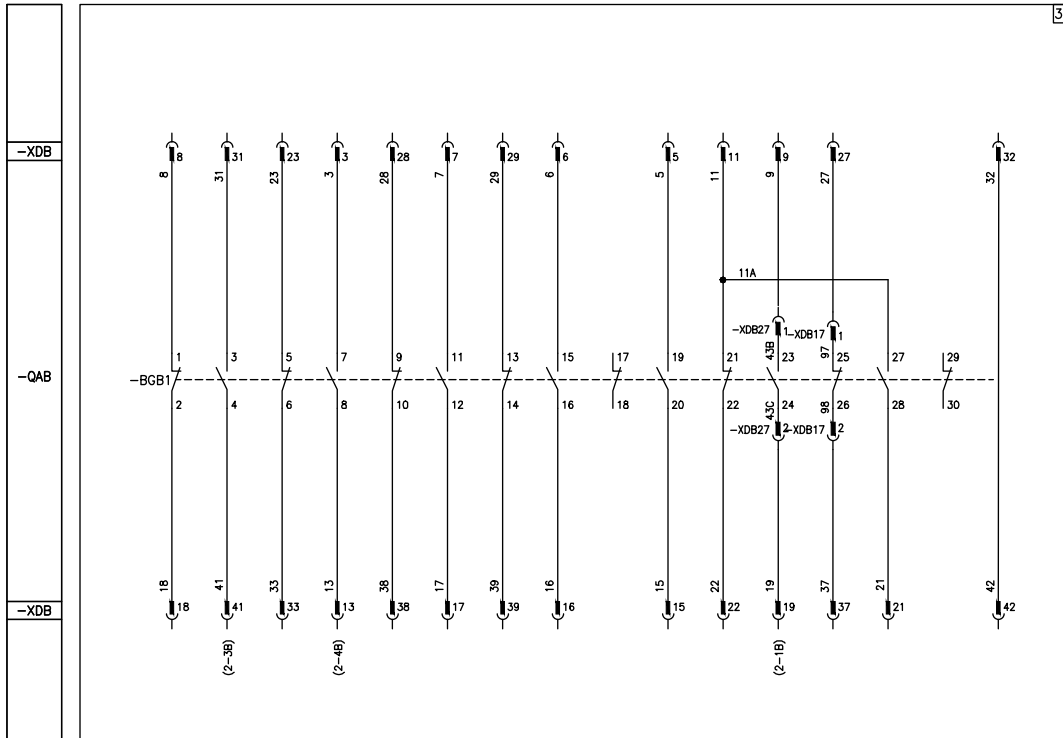 3
-XDB
8 31 23 3 28 7 29 6 5 11 9 27 32
8 31 23 3 28 7 29 6 5 11 9 27 32
11A
-XDB27 1 -XDB17 1
43B 97
1 3 5 7 9 11 13 15 17 19 21 23 25 27 29
-QAB
-BGB1
2 4 6 8 10 12 14 16 18 20 22 24 26 28 30
43C 98
-XDB27 2 -XDB17 2
18 41 33 13 38 17 39 16 15 22 19 37 21 42
-XDB
18 41 33 13 38 17 39 16 15 22 19 37 21 42
(2-3B) (2-4B) (2-1B)